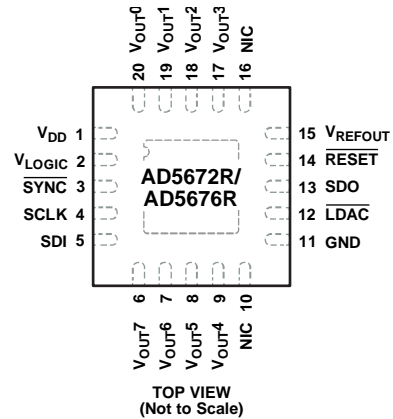 20 VOUT0
19 VOUT1
18 VOUT2
17 VOUT3
16 NIC
VDD 1
VLOGIC 2
SYNC 3
SCLK 4
SDI 5
AD5672R/
AD5676R
15 VREFOUT
14 RESET
13 SDO
12 LDAC
11 GND
VOUT7 6
VOUT6 7
VOUT5 8
VOUT4 9
NIC 10
TOP VIEW
(Not to Scale)